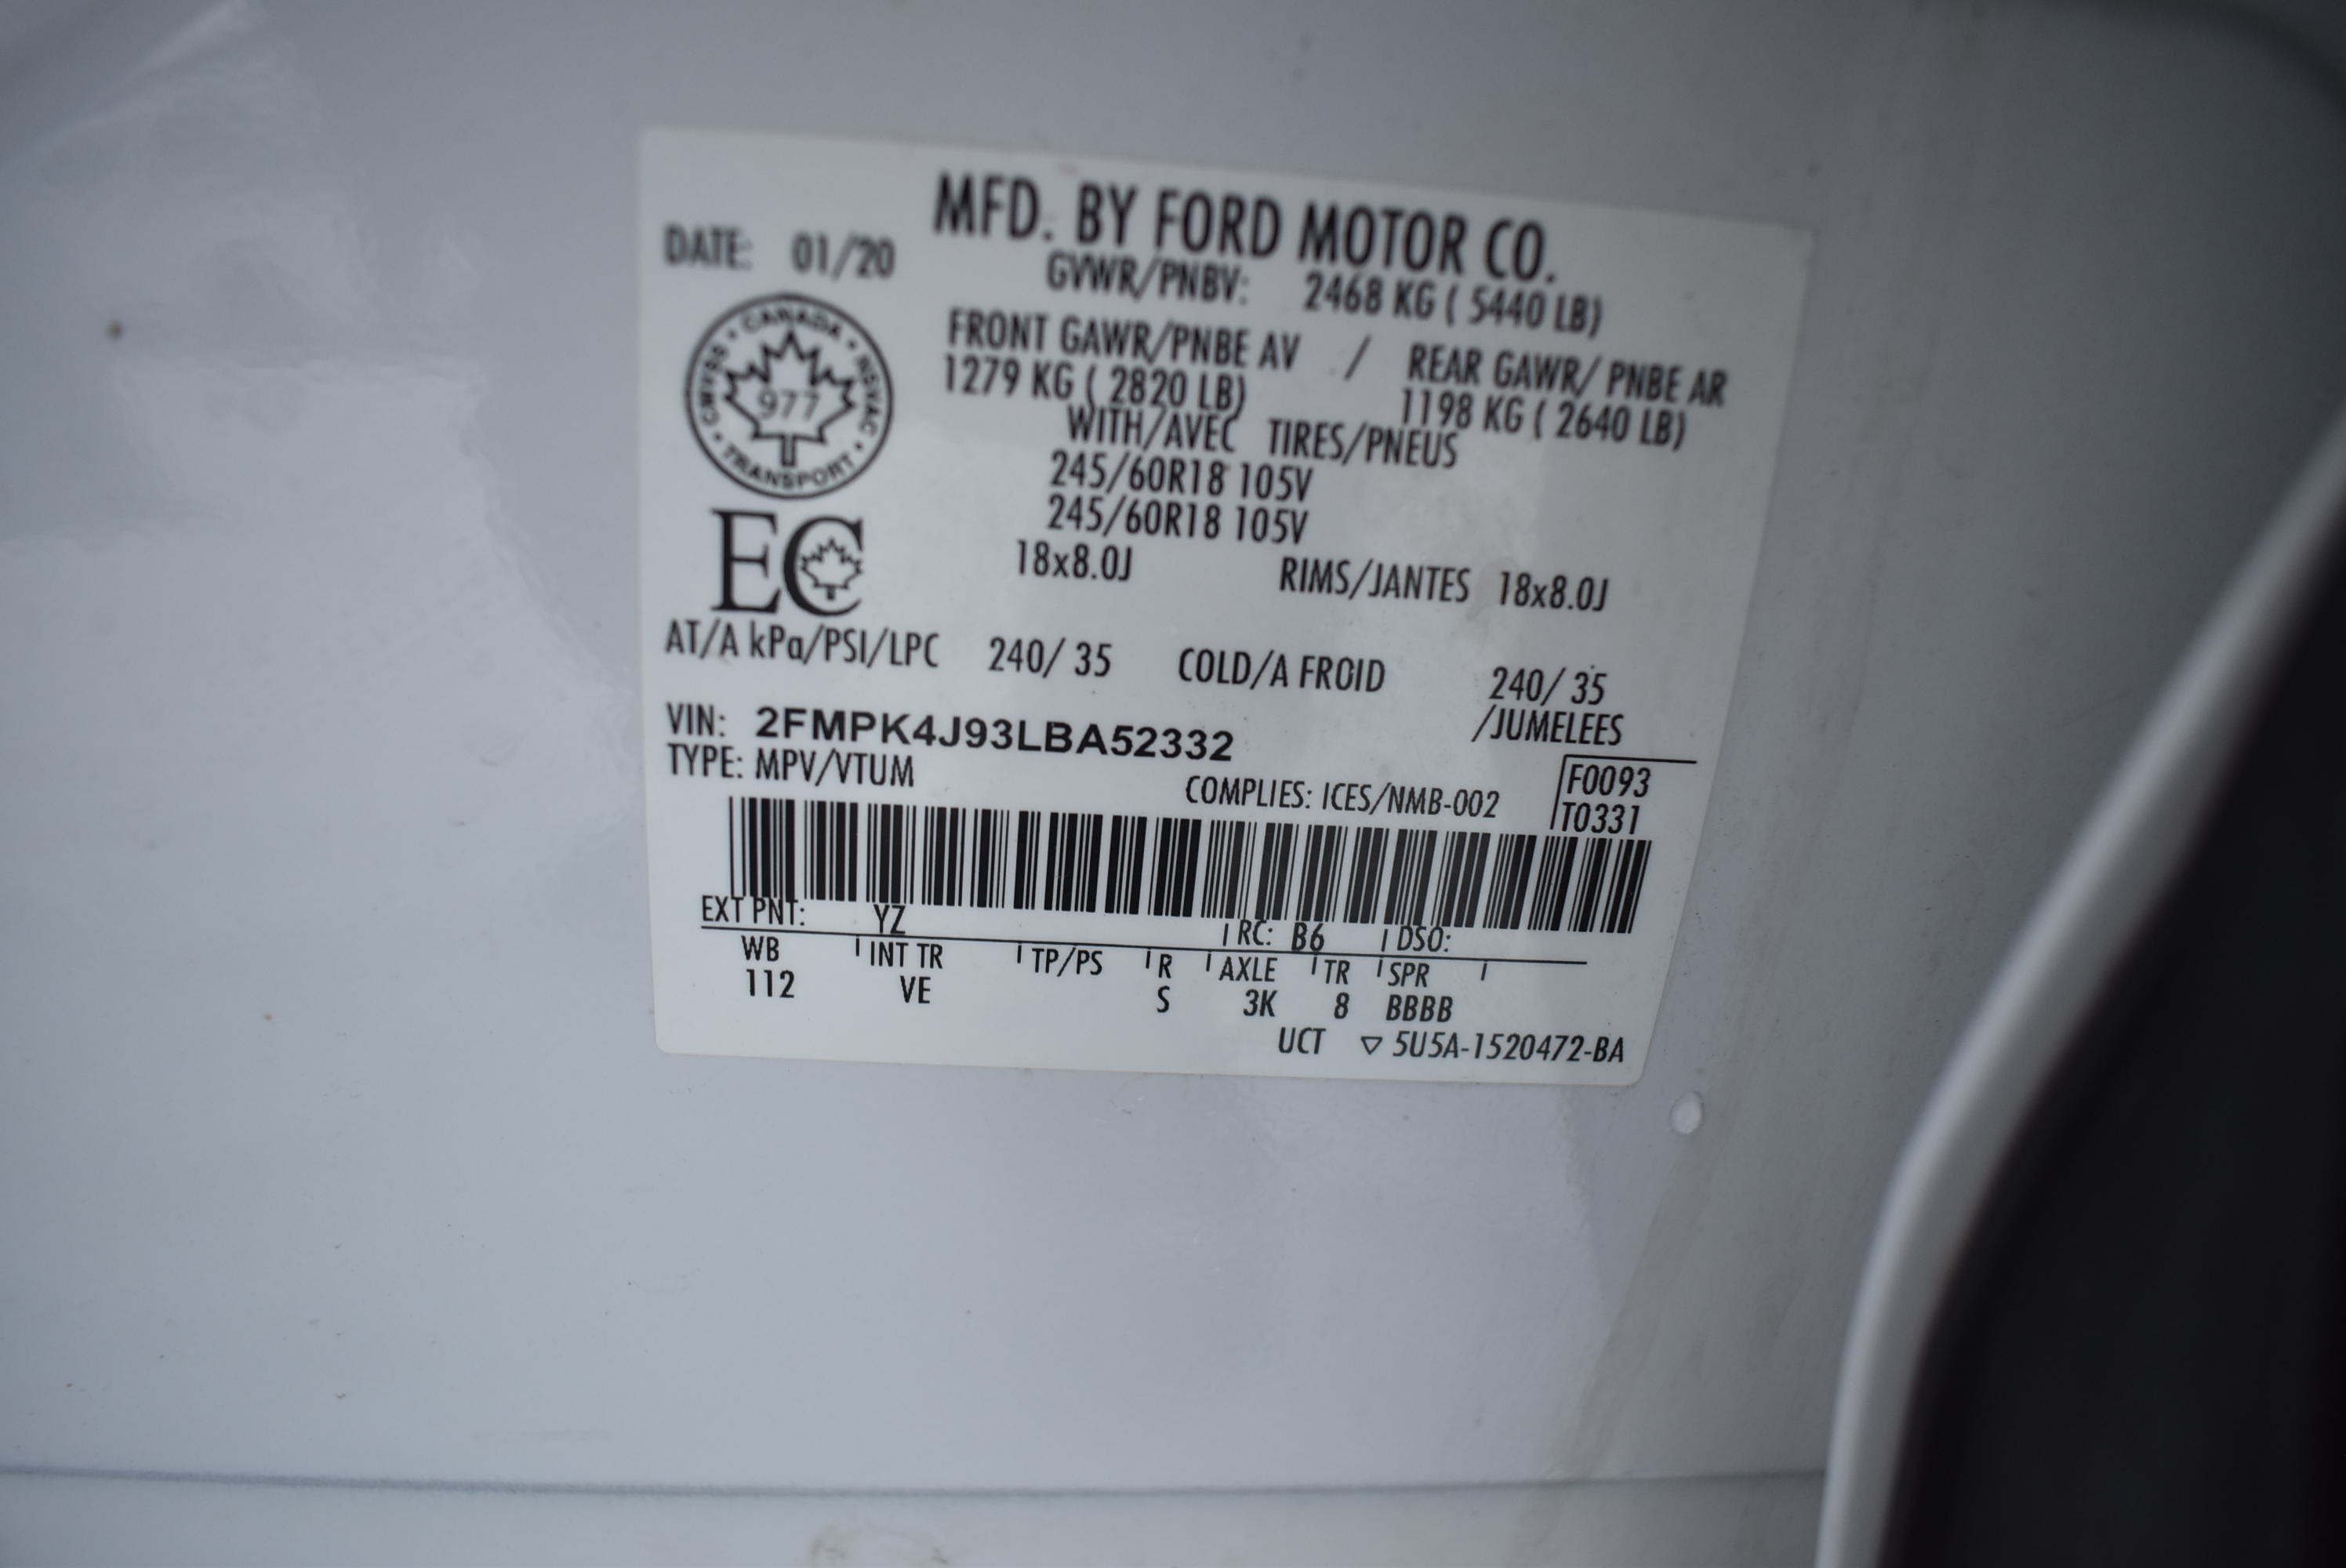 MFD. BY FORD MOTOR CO.
DATE: 01/20
GVWR/PNBV: 2468 KG ( 5440 LB)
FRONT GAWR/PNBE AV / REAR GAWR/ PNBE AR
1279 KG ( 2820 LB) 1198 KG ( 2640 LB)
WITH/AVEC TIRES/PNEUS
245/60R18 105V
245/60R18 105V
18x8.0J RIMS/JANTES 18x8.0J
CANADA • NSVAC • TRANSPORT • CMVSS •
977
EC
AT/A kPa/PSI/LPC 240/ 35 COLD/A FROID 240/ 35
/JUMELEES
VIN: 2FMPK4J93LBA52332
TYPE: MPV/VTUM
COMPLIES: ICES/NMB-002
F0093
T0331
EXT PNT: YZ RC: B6 DSO:
WB INT TR TP/PS R AXLE TR SPR
112 VE S 3K 8 BBBB
UCT ▽ 5U5A-1520472-BA